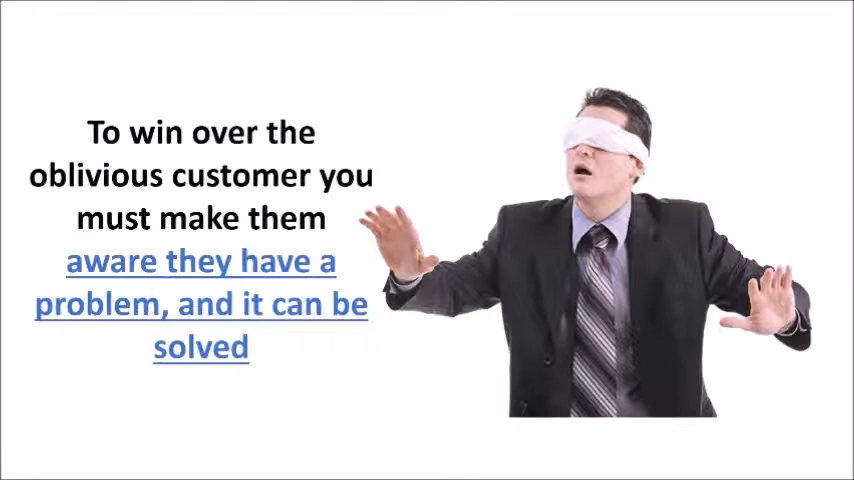 To win over the
oblivious customer you
must make them
aware they have a
problem, and it can be
solved